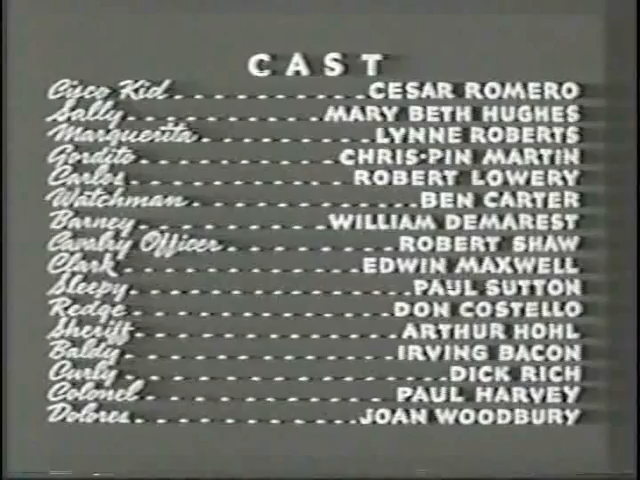 CAST
Cisco Kid. . . . . . . . . . . . . CESAR ROMERO
Sally. . . . . . . . . . . . . MARY BETH HUGHES
Marguerita. . . . . . . . . . . . LYNNE ROBERTS
Gordito. . . . . . . . . . . . CHRIS-PIN MARTIN
Carlos. . . . . . . . . . . . . . ROBERT LOWERY
Watchman. . . . . . . . . . . . . . BEN CARTER
Barney. . . . . . . . . . . . WILLIAM DEMAREST
Cavalry Officer. . . . . . . . . . ROBERT SHAW
Clark. . . . . . . . . . . . . . EDWIN MAXWELL
Sleepy. . . . . . . . . . . . . . . PAUL SUTTON
Redge. . . . . . . . . . . . . . . DON COSTELLO
Sheriff. . . . . . . . . . . . . . ARTHUR HOHL
Baldy. . . . . . . . . . . . . . . IRVING BACON
Curly. . . . . . . . . . . . . . . . . DICK RICH
Colonel. . . . . . . . . . . . . . PAUL HARVEY
Dolores. . . . . . . . . . . . . JOAN WOODBURY